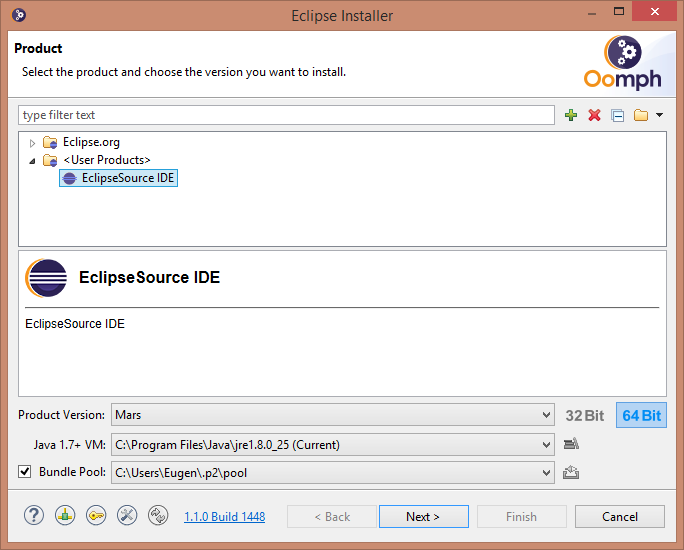 Eclipse Installer
Product
Select the product and choose the version you want to install.
Oomph
type filter text
Eclipse.org
<User Products>
EclipseSource IDE
EclipseSource IDE
EclipseSource IDE
Product Version: Mars 32 Bit 64 Bit
Java 1.7+ VM: C:\Program Files\Java\jre1.8.0_25 (Current)
Bundle Pool: C:\Users\Eugen\.p2\pool
? 1.1.0 Build 1448 < Back Next > Finish Cancel